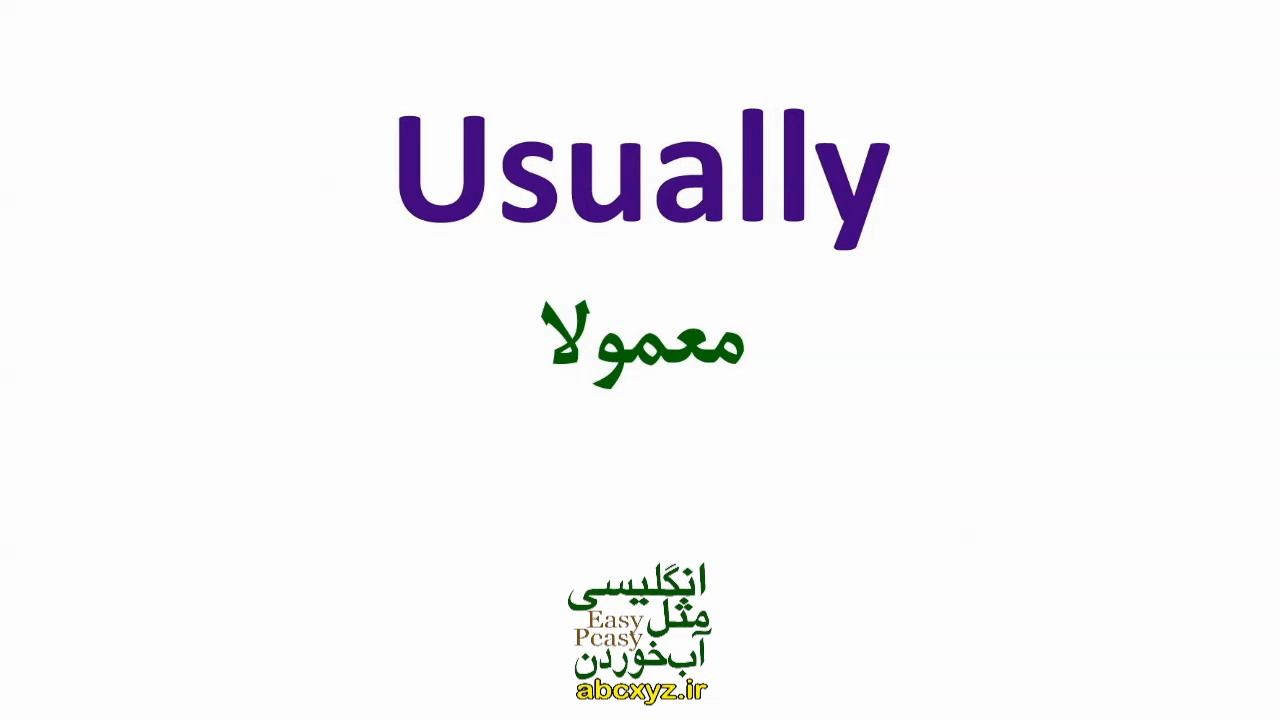 Usually
معمولا
انگلیسی
مثل
Easy
Peasy
آب‌خوردن
abcxyz.ir